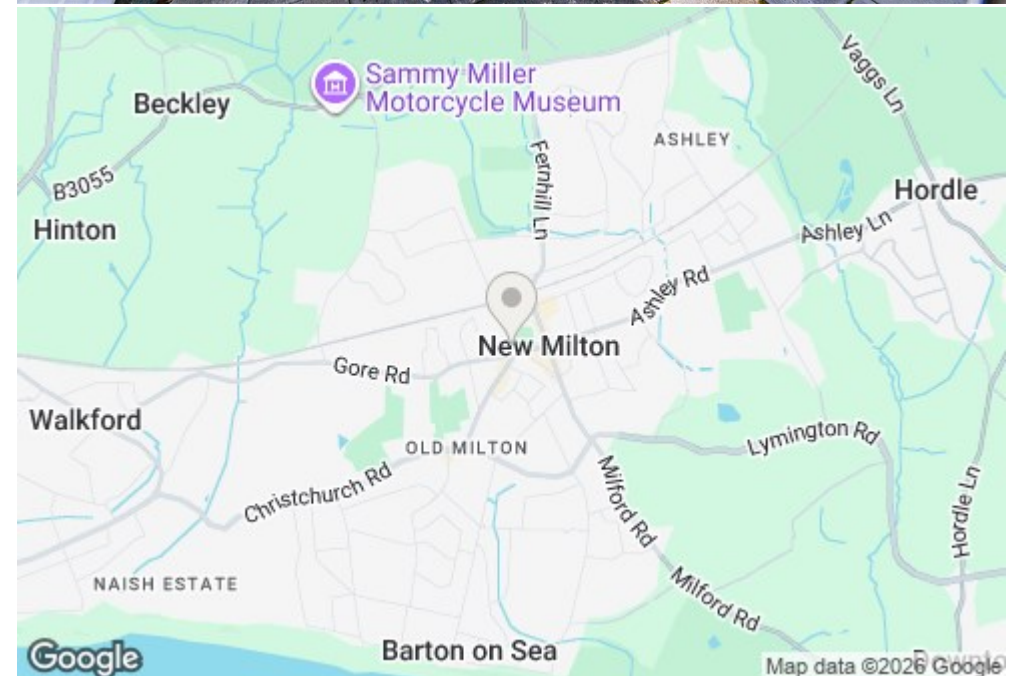 Sammy Miller
Motorcycle Museum
Beckley
Vaggs Ln
ASHLEY
Fernhill Ln
B3055
Hordle
Hinton
Ashley Ln
Ashley Rd
New Milton
Gore Rd
Walkford
OLD MILTON
Lymington Rd
Christchurch Rd
Milford Rd
Hordle Ln
NAISH ESTATE
Milford Rd
Barton on Sea
Google
Map data ©2026 Google